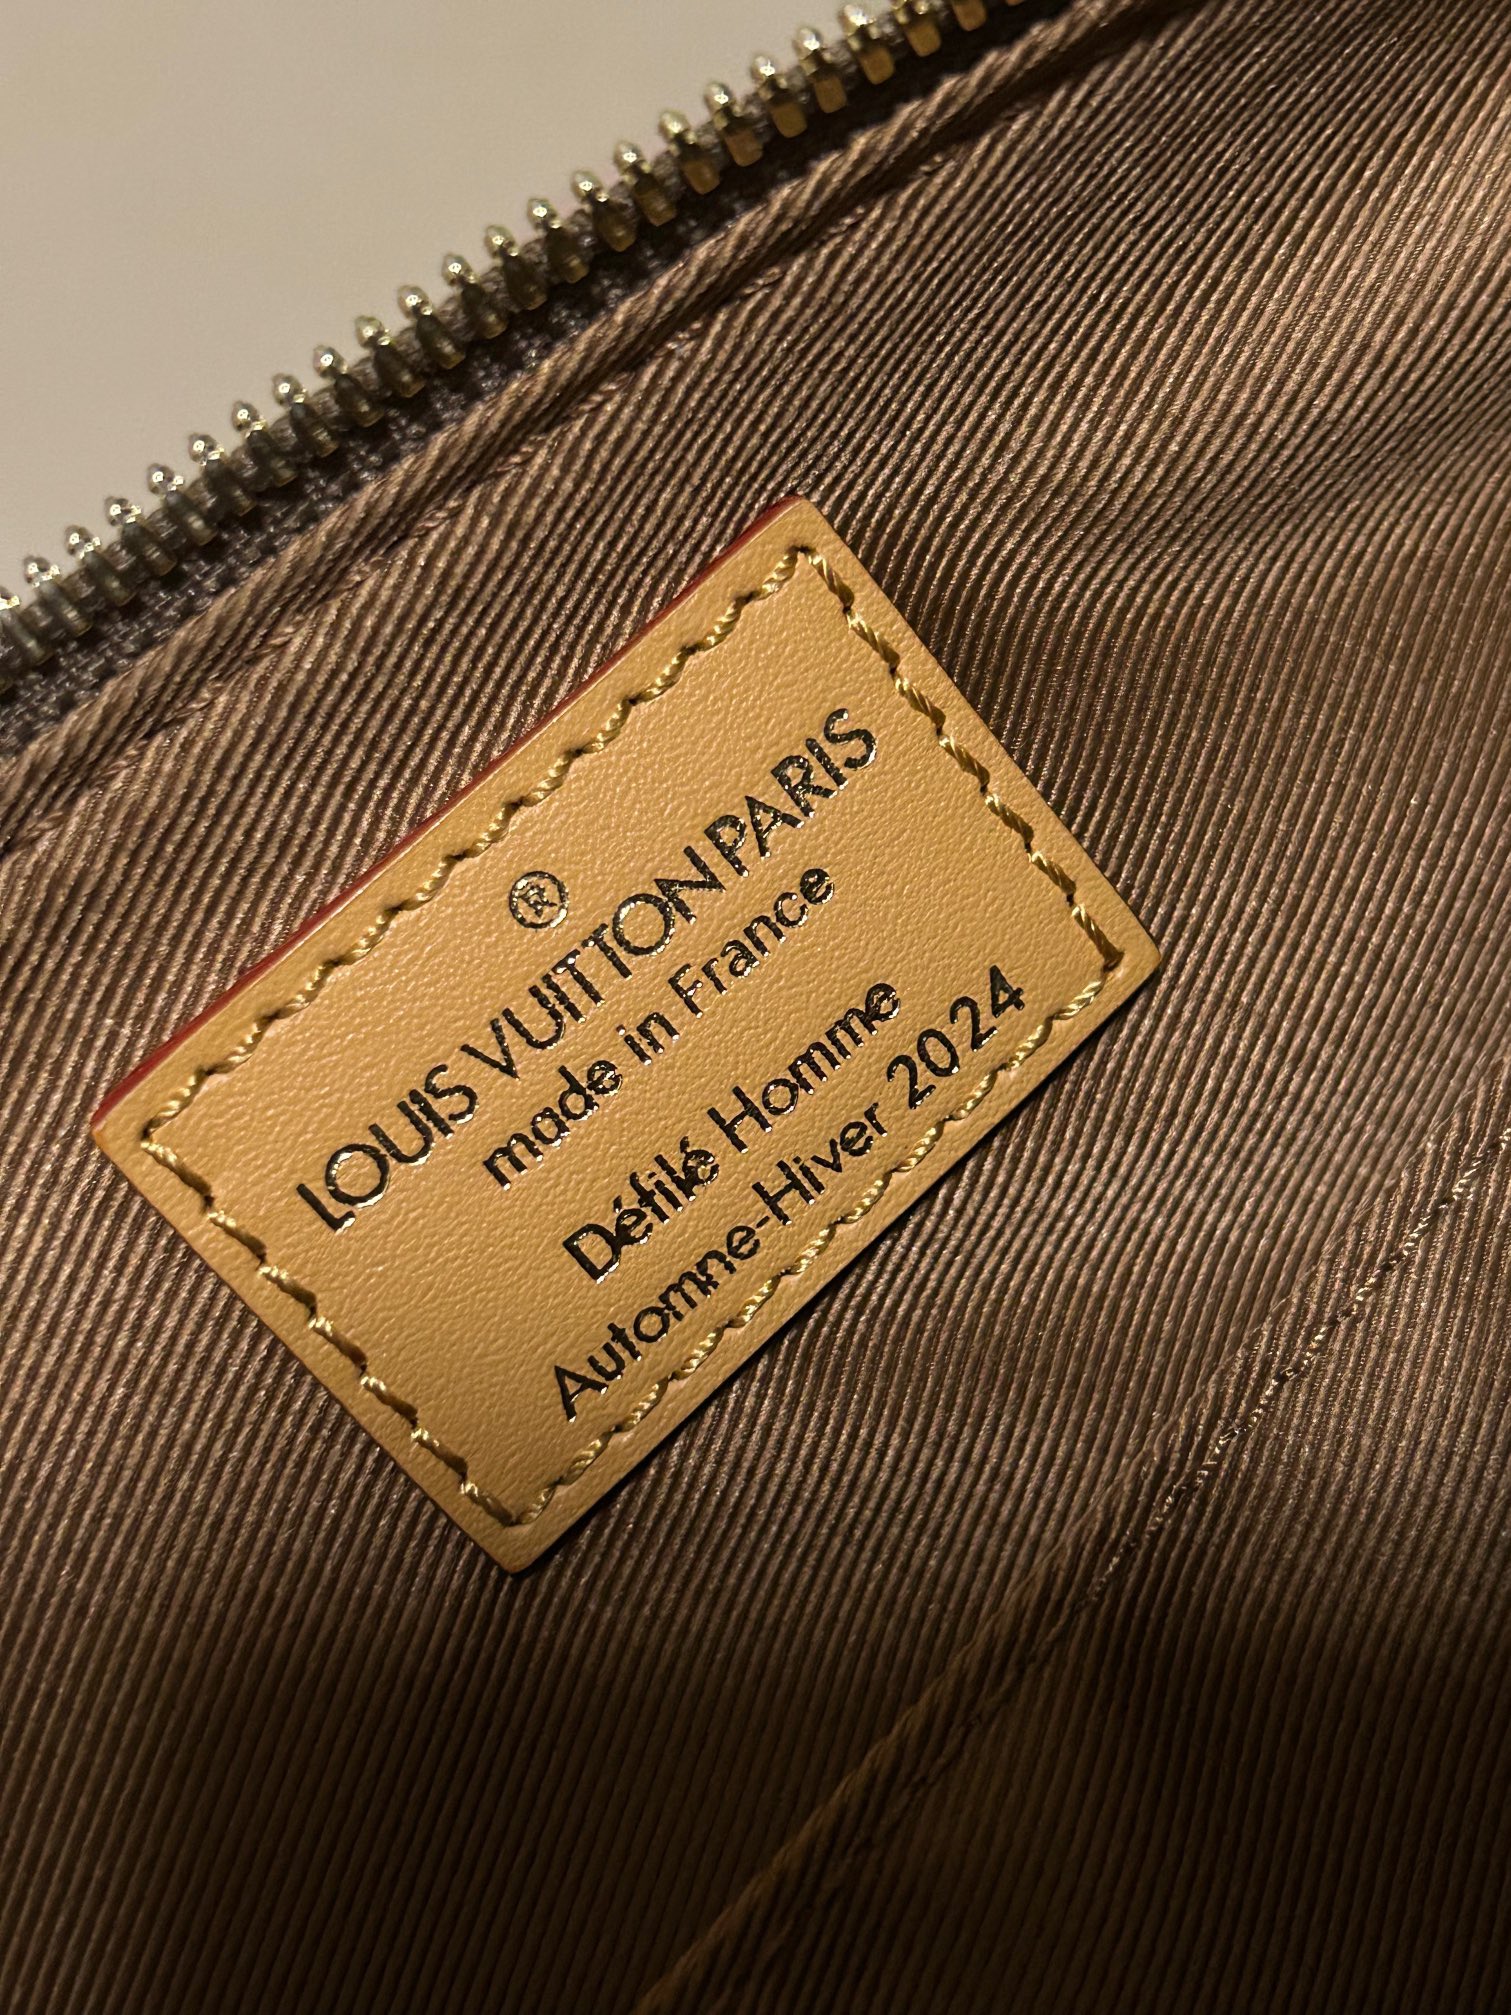 ®
LOUIS VUITTON PARIS
made in France
Défilé Homme
Automne-Hiver 2024